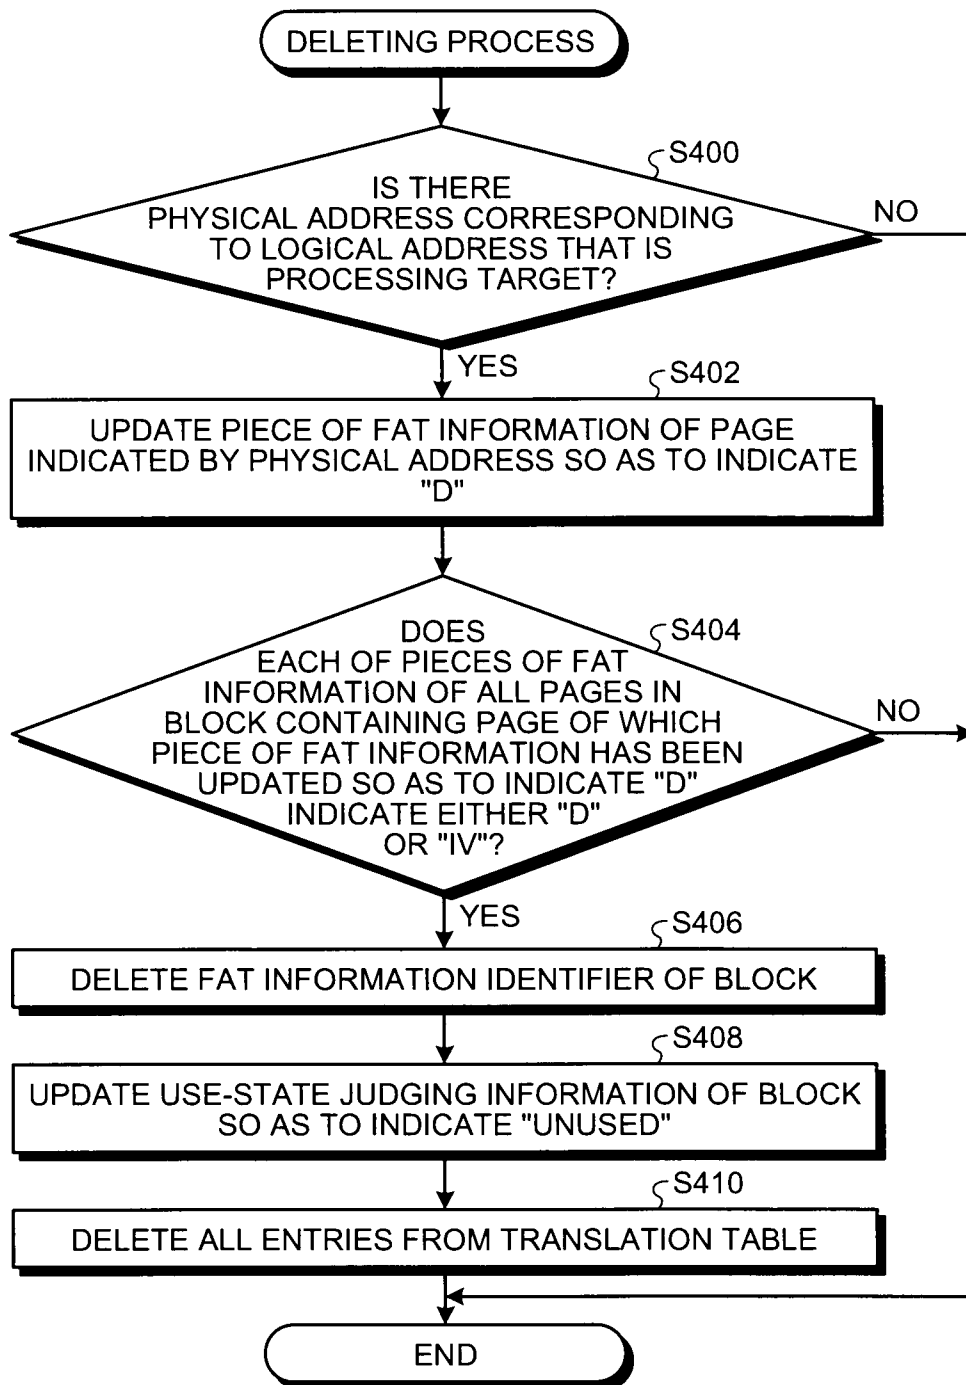 DELETING PROCESS
S400
IS THERE
PHYSICAL ADDRESS CORRESPONDING
TO LOGICAL ADDRESS THAT IS
PROCESSING TARGET?
NO
YES
S402
UPDATE PIECE OF FAT INFORMATION OF PAGE
INDICATED BY PHYSICAL ADDRESS SO AS TO INDICATE
"D"
S404
DOES
EACH OF PIECES OF FAT
INFORMATION OF ALL PAGES IN
BLOCK CONTAINING PAGE OF WHICH
PIECE OF FAT INFORMATION HAS BEEN
UPDATED SO AS TO INDICATE "D"
INDICATE EITHER "D"
OR "IV"?
NO
YES
S406
DELETE FAT INFORMATION IDENTIFIER OF BLOCK
S408
UPDATE USE-STATE JUDGING INFORMATION OF BLOCK
SO AS TO INDICATE "UNUSED"
S410
DELETE ALL ENTRIES FROM TRANSLATION TABLE
END